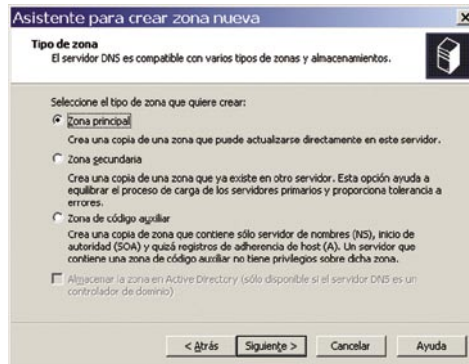 Asistente para crear zona nueva
Tipo de zona
El servidor DNS es compatible con varios tipos de zonas y almacenamientos.
Seleccione el tipo de zona que quiere crear:
Zona principal
Crea una copia de una zona que puede actualizarse directamente en este servidor.
Zona secundaria
Crea una copia de una zona que ya existe en otro servidor. Esta opción ayuda a
equilibrar el proceso de carga de los servidores primarios y proporciona tolerancia a
errores.
Zona de código auxiliar
Crea una copia de zona que contiene sólo servidor de nombres (NS), inicio de
autoridad (SOA) y quizá registros de adherencia de host (A). Un servidor que
contiene una zona de código auxiliar no tiene privilegios sobre dicha zona.
Almacenar la zona en Active Directory (sólo disponible si el servidor DNS es un
controlador de dominio)
< Atrás
Siguiente >
Cancelar
Ayuda